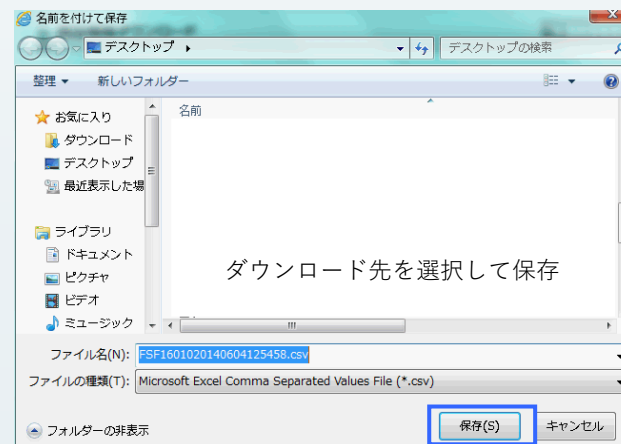 名前を付けて保存
デスクトップ
デスクトップの検索
整理 新しいフォルダー
名前
お気に入り
ダウンロード
デスクトップ
最近表示した場
ライブラリ
ドキュメント
ピクチャ
ビデオ
ミュージック
ダウンロード先を選択して保存
ファイル名(N): FSF1601020140604125458.csv
ファイルの種類(T): Microsoft Excel Comma Separated Values File (*.csv)
フォルダーの非表示 保存(S) キャンセル